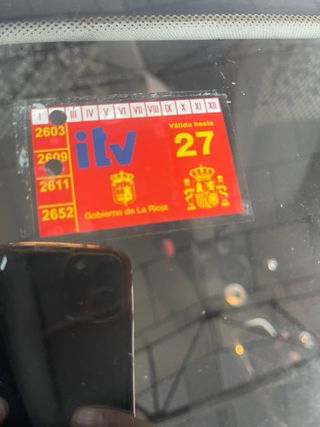 I III IV V VI VII VIII IX X XI XII
2603
2609
2611
2652
itv
Válido hasta
27
Gobierno de La Rioja